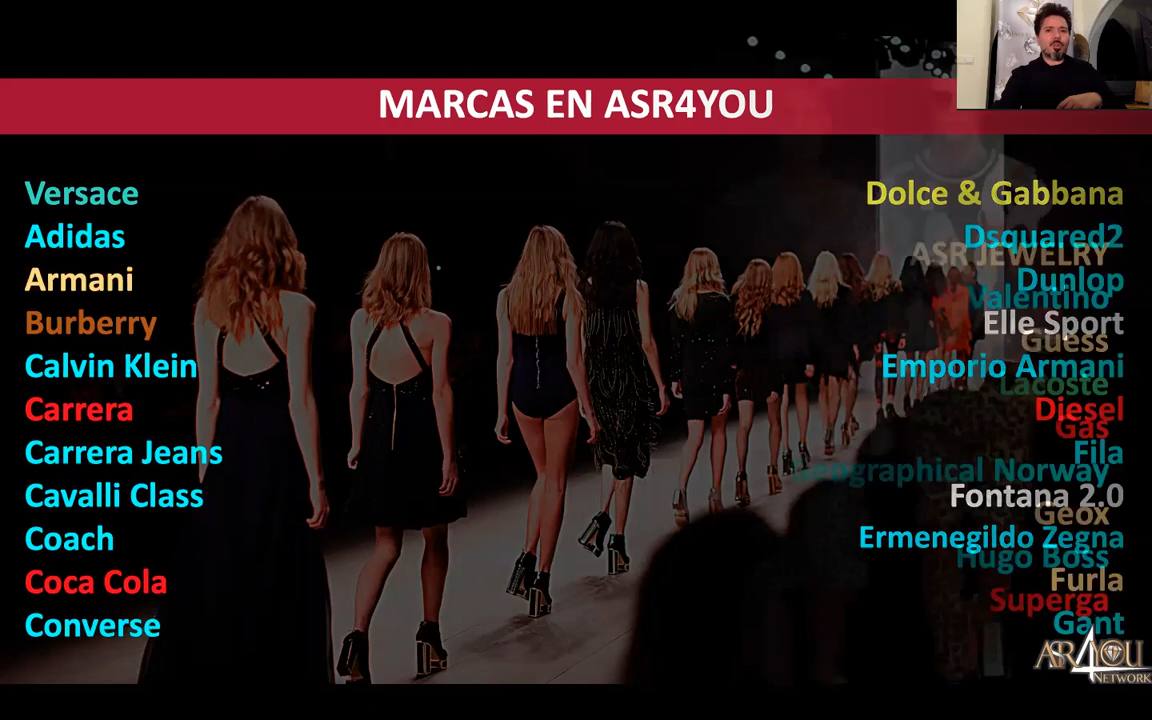 MARCAS EN ASR4YOU
Versace
Adidas
Armani
Burberry
Calvin Klein
Carrera
Carrera Jeans
Cavalli Class
Coach
Coca Cola
Converse
Dolce & Gabbana
Dsquared2
ASR JEWELRY
Dunlop
Valentino
Elle Sport
Guess
Emporio Armani
Lacoste
Diesel
Gas
Fila
Geographical Norway
Fontana 2.0
Geox
Ermenegildo Zegna
Hugo Boss
Furla
Superga
Gant
ASR4YOU
NETWORK